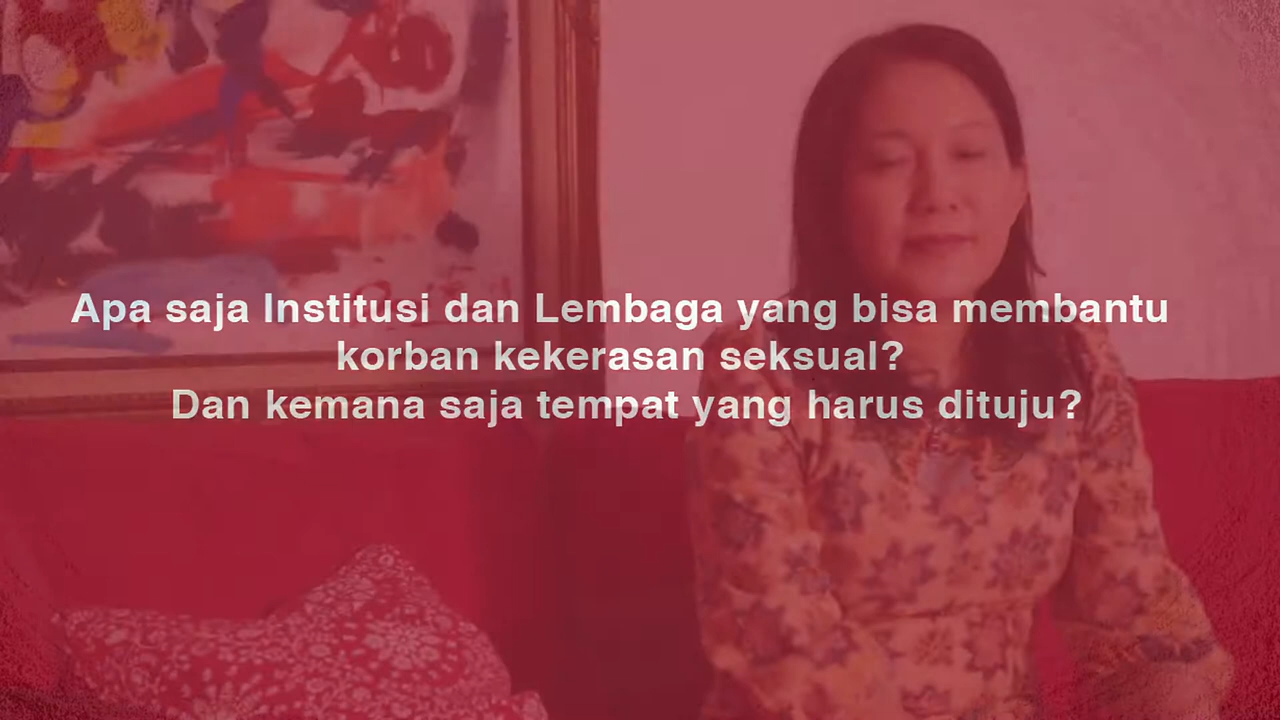 Apa saja Institusi dan Lembaga yang bisa membantu
korban kekerasan seksual?
Dan kemana saja tempat yang harus dituju?